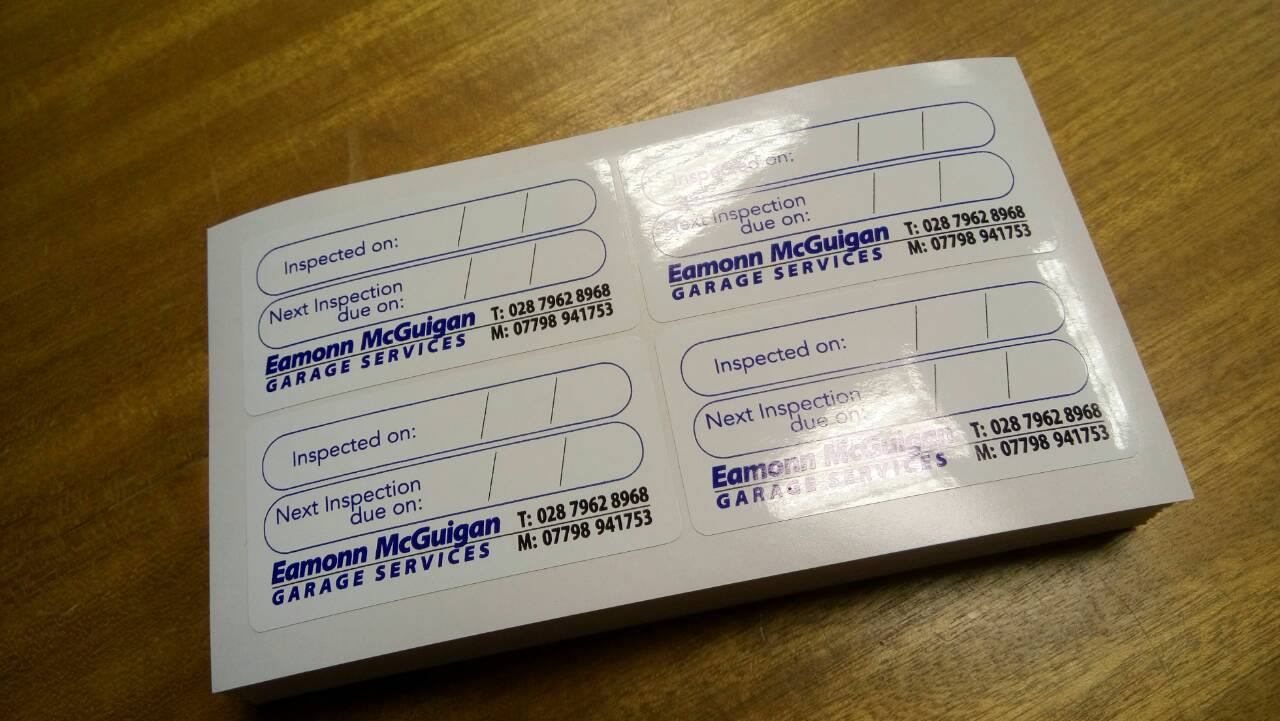 Inspected on:
Next Inspection
due on:
Eamonn McGuigan
GARAGE SERVICES
T: 028 7962 8968
M: 07798 941753
Inspected on:
Next Inspection
due on:
Eamonn McGuigan
GARAGE SERVICES
T: 028 7962 8968
M: 07798 941753
Inspected on:
Next Inspection
due on:
Eamonn McGuigan
GARAGE SERVICES
T: 028 7962 8968
M: 07798 941753
Inspected on:
Next Inspection
due on:
Eamonn McGuigan
GARAGE SERVICES
T: 028 7962 8968
M: 07798 941753